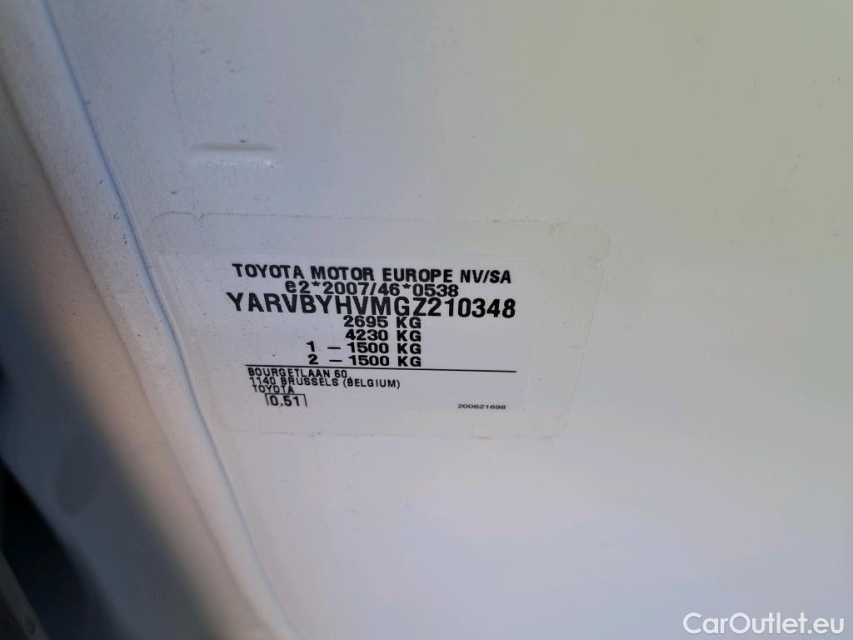 TOYOTA MOTOR EUROPE NV/SA
e2*2007/46*0538
YARVBYHVMGZ210348
2695 KG
4230 KG
1 - 1500 KG
2 - 1500 KG
BOURGETLAAN 60
1140 BRUSSELS (BELGIUM)
TOYOTA
0.51
200621898
CarOutlet.eu